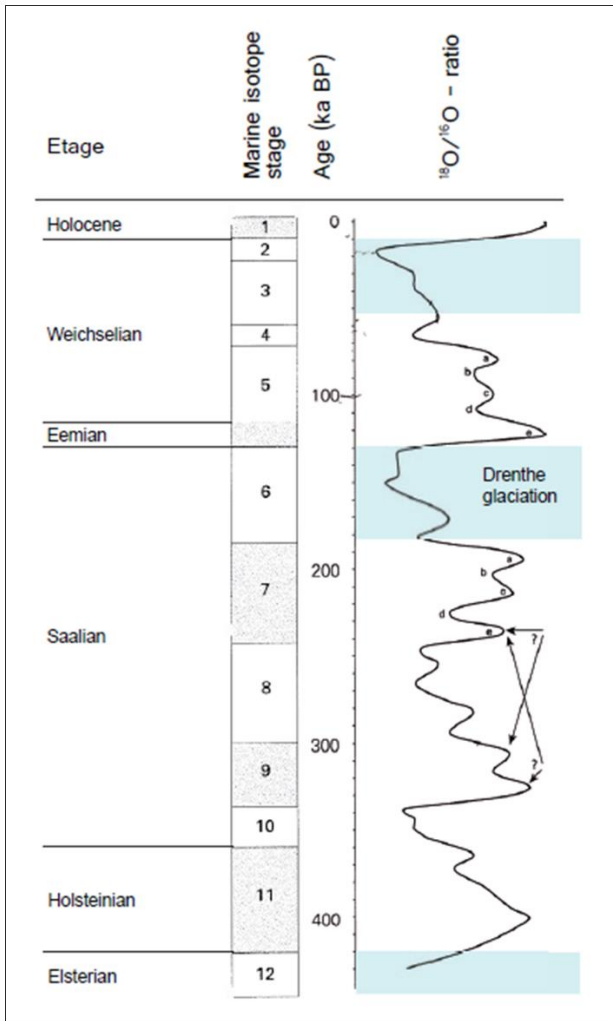 Etage
Marine isotope
stage
Age (ka BP)
18O/16O – ratio
Holocene
1
0
2
3
Weichselian
4
a
b
5
c
100
d
Eemian
e
6
Drenthe
glaciation
a
200
b
7
c
d
e
?
Saalian
8
300
9
?
10
Holsteinian
11
400
Elsterian
12